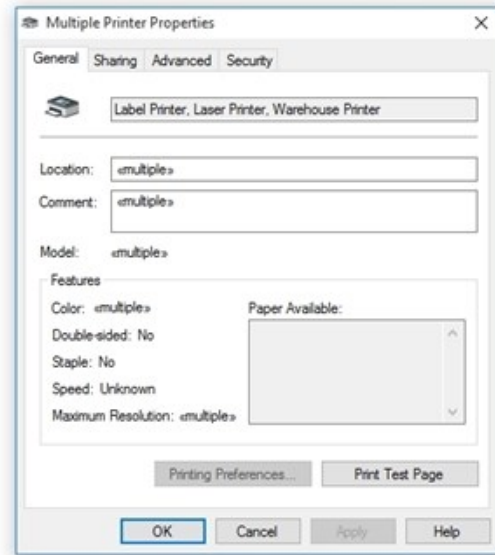 Multiple Printer Properties
General Sharing Advanced Security
Label Printer, Laser Printer, Warehouse Printer
Location: «multiple»
Comment: «multiple»
Model: «multiple»
Features
Color: «multiple» Paper Available:
Double-sided: No
Staple: No
Speed: Unknown
Maximum Resolution: «multiple»
Printing Preferences... Print Test Page
OK Cancel Apply Help